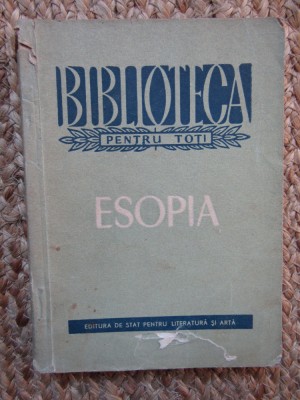 BIBLIOTECA
PENTRU TOȚI
ESOPIA
EDITURA DE STAT PENTRU LITERATURĂ ȘI ARTĂ